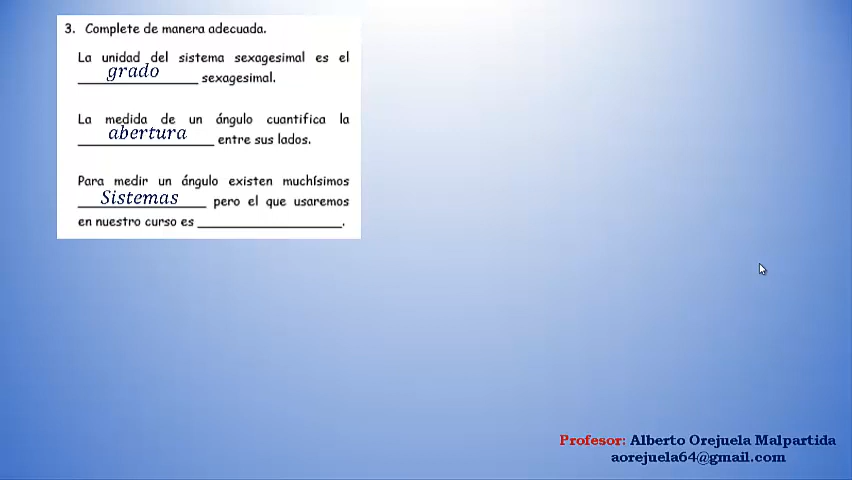 3. Complete de manera adecuada.
La unidad del sistema sexagesimal es el
grado sexagesimal.
La medida de un ángulo cuantifica la
abertura entre sus lados.
Para medir un ángulo existen muchísimos
Sistemas pero el que usaremos
en nuestro curso es ____________________.
Profesor: Alberto Orejuela Malpartida
aorejuela64@gmail.com